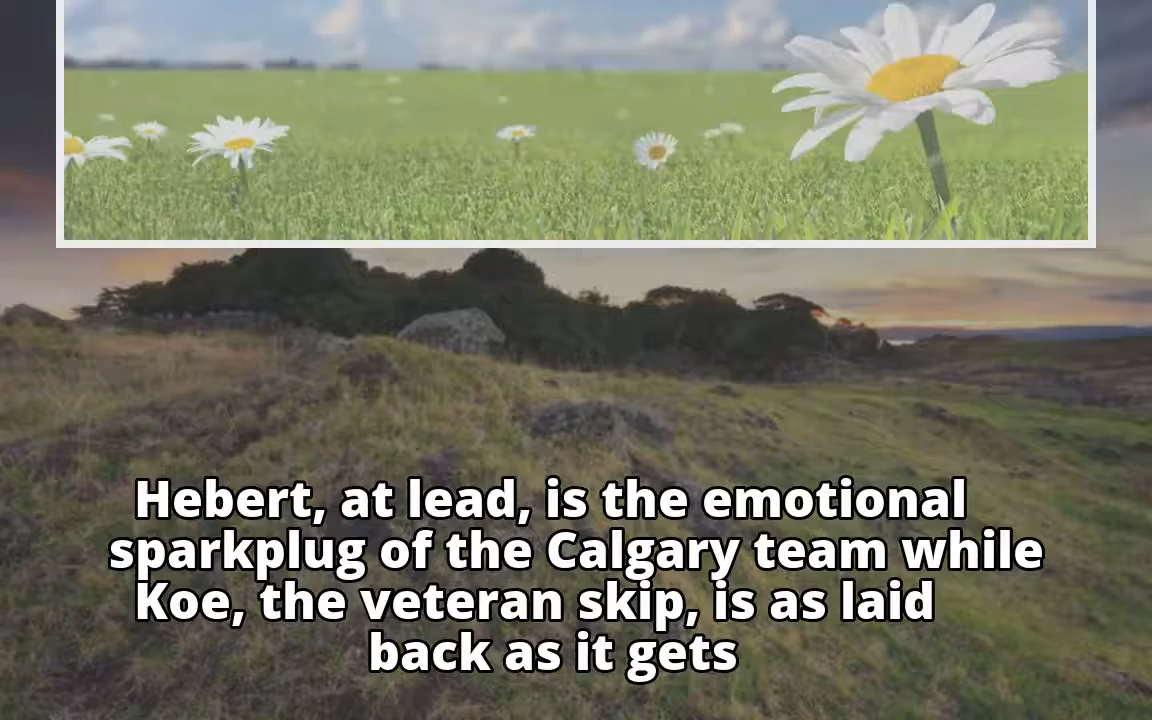 Hebert, at lead, is the emotional
sparkplug of the Calgary team while
Koe, the veteran skip, is as laid
back as it gets